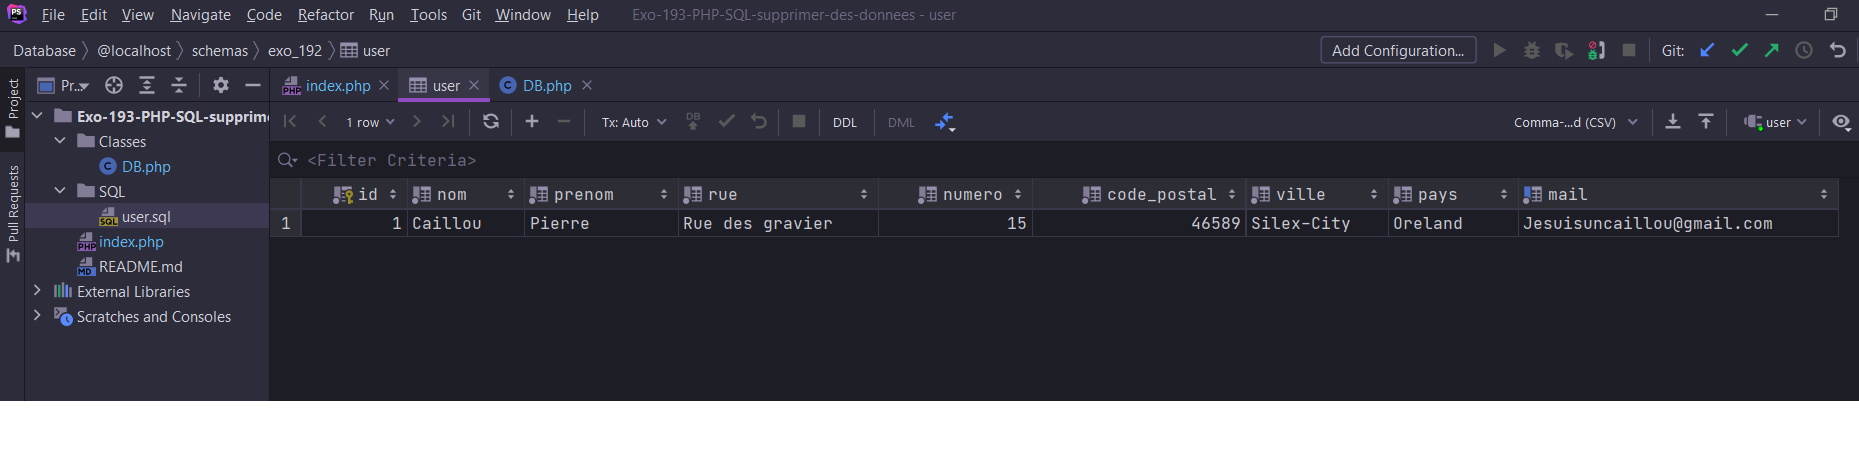 PS File Edit View Navigate Code Refactor Run Tools Git Window Help Exo-193-PHP-SQL-supprimer-des-donnees - user
Database @localhost schemas exo_192 user Add Configuration... Git:
Project
Pull Requests
Pr... index.php user DB.php
Exo-193-PHP-SQL-supprime
Classes
DB.php
SQL
user.sql
index.php
README.md
External Libraries
Scratches and Consoles
1 row Tx: Auto DB DDL DML Comma-...d (CSV) user
<Filter Criteria>
id nom prenom rue numero code_postal ville pays mail
1 1 Caillou Pierre Rue des gravier 15 46589 Silex-City Oreland Jesuisuncaillou@gmail.com